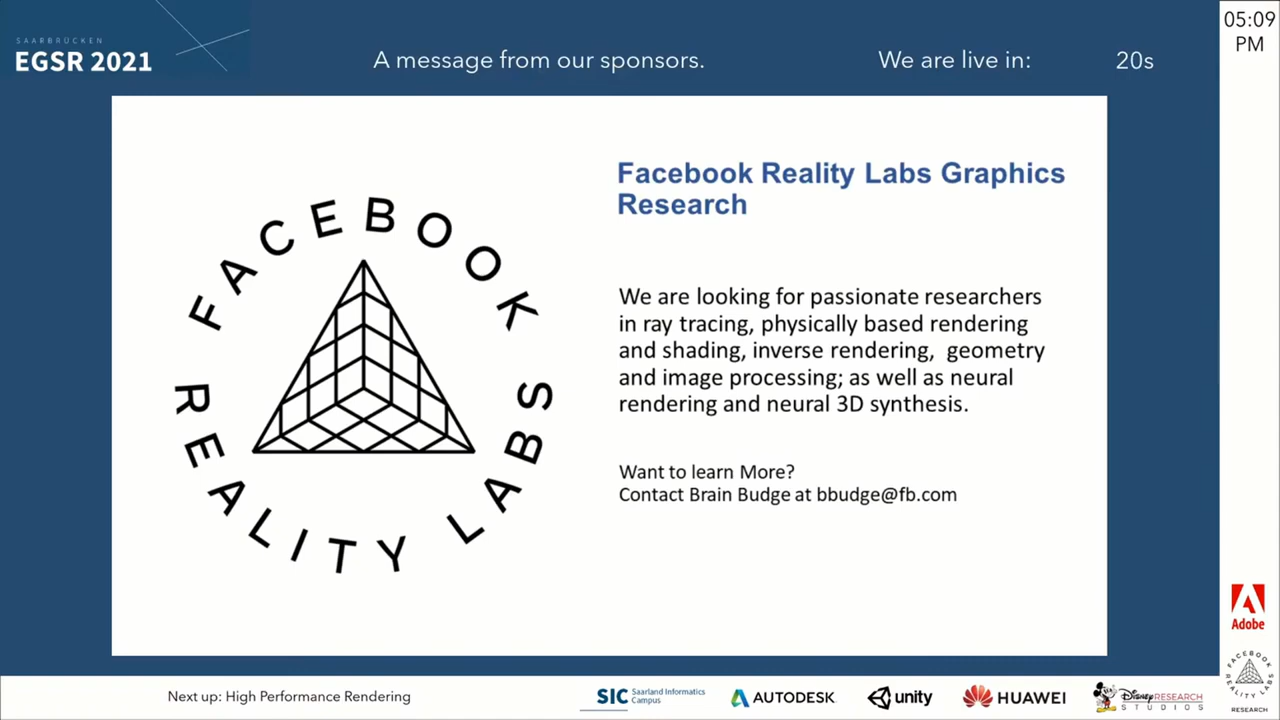 SAARBRÜCKEN
EGSR 2021
A message from our sponsors.
We are live in:
20s
05:09
PM
FACEBOOK
REALITY LABS
Facebook Reality Labs Graphics
Research
We are looking for passionate researchers
in ray tracing, physically based rendering
and shading, inverse rendering,  geometry
and image processing; as well as neural
rendering and neural 3D synthesis.
Want to learn More?
Contact Brain Budge at bbudge@fb.com
Adobe
FACEBOOK
REALITY LABS
RESEARCH
Next up: High Performance Rendering
SIC Saarland Informatics
Campus
AUTODESK
unity
HUAWEI
Disney RESEARCH
STUDIOS